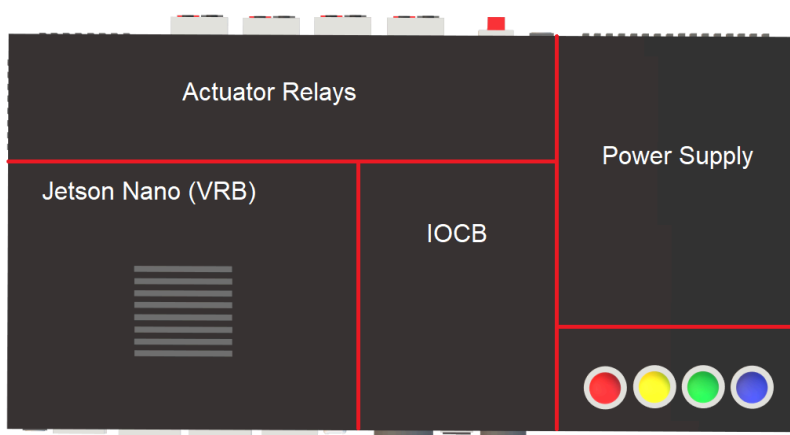 Actuator Relays
Power Supply
Jetson Nano (VRB)
IOCB